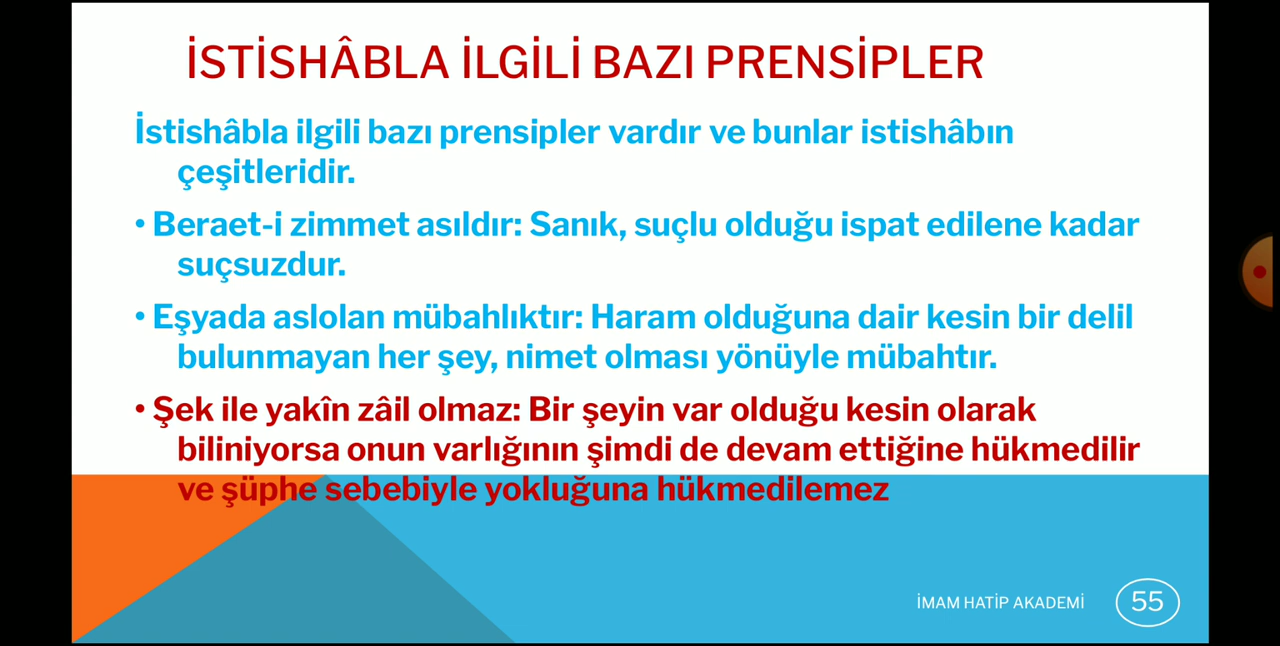 İSTİSHÂBLA İLGİLİ BAZI PRENSİPLER
İstishâbla ilgili bazı prensipler vardır ve bunlar istishâbın
çeşitleridir.
• Beraet-i zimmet asıldır: Sanık, suçlu olduğu ispat edilene kadar
suçsuzdur.
• Eşyada aslolan mübahlıktır: Haram olduğuna dair kesin bir delil
bulunmayan her şey, nimet olması yönüyle mübahtır.
• Şek ile yakîn zâil olmaz: Bir şeyin var olduğu kesin olarak
biliniyorsa onun varlığının şimdi de devam ettiğine hükmedilir
ve şüphe sebebiyle yokluğuna hükmedilemez
İMAM HATİP AKADEMİ
55